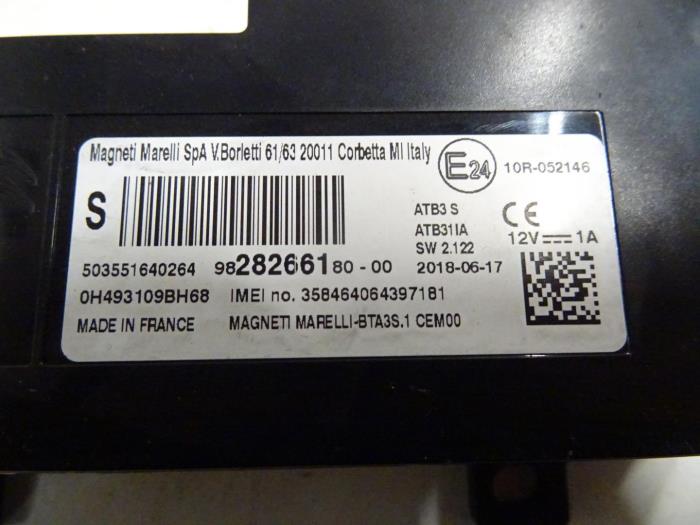 Magneti Marelli SpA V.Borletti 61/63 20011 Corbetta MI Italy
E24
10R-052146
S
ATB3 S
ATB31IA
SW 2.122
CE
12V 1A
503551640264
9828266180-00
2018-06-17
0H493109BH68
IMEI no. 358464064397181
MADE IN FRANCE
MAGNETI MARELLI-BTA3S.1 CEM00